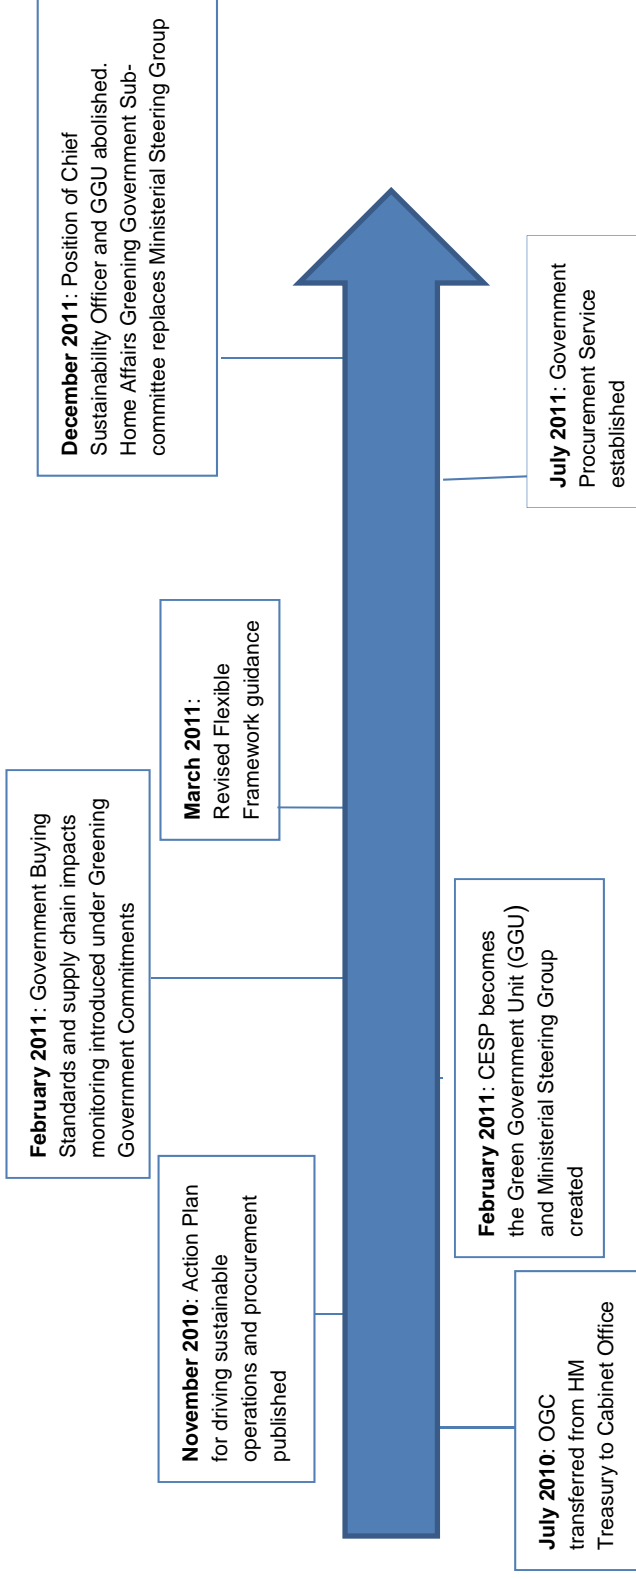 December 2011: Position of Chief
Sustainability Officer and GGU abolished.
Home Affairs Greening Government Sub-
committee replaces Ministerial Steering Group
February 2011: Government Buying
Standards and supply chain impacts
monitoring introduced under Greening
Government Commitments
March 2011:
Revised Flexible
Framework guidance
November 2010: Action Plan
for driving sustainable
operations and procurement
published
July 2011: Government
Procurement Service
established
February 2011: CESP becomes
the Green Government Unit (GGU)
and Ministerial Steering Group
created
July 2010: OGC
transferred from HM
Treasury to Cabinet Office